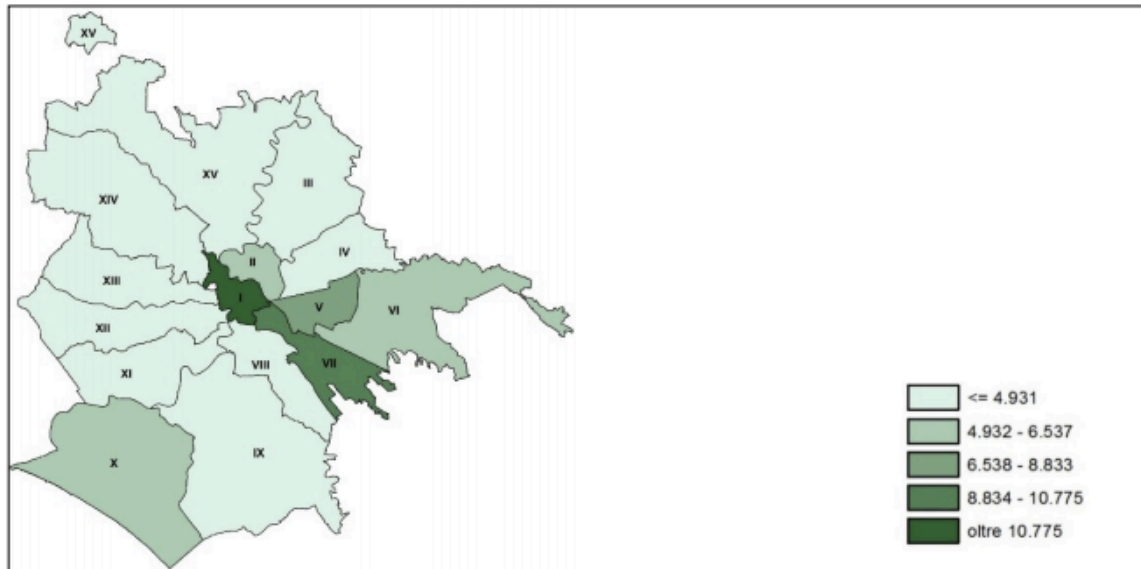 XV
I
XV
III
XIV
IV
II
XIII
I
V
VI
XII
VIII
VII
XI
IX
X
<= 4.931
4.932 - 6.537
6.538 - 8.833
8.834 - 10.775
oltre 10.775